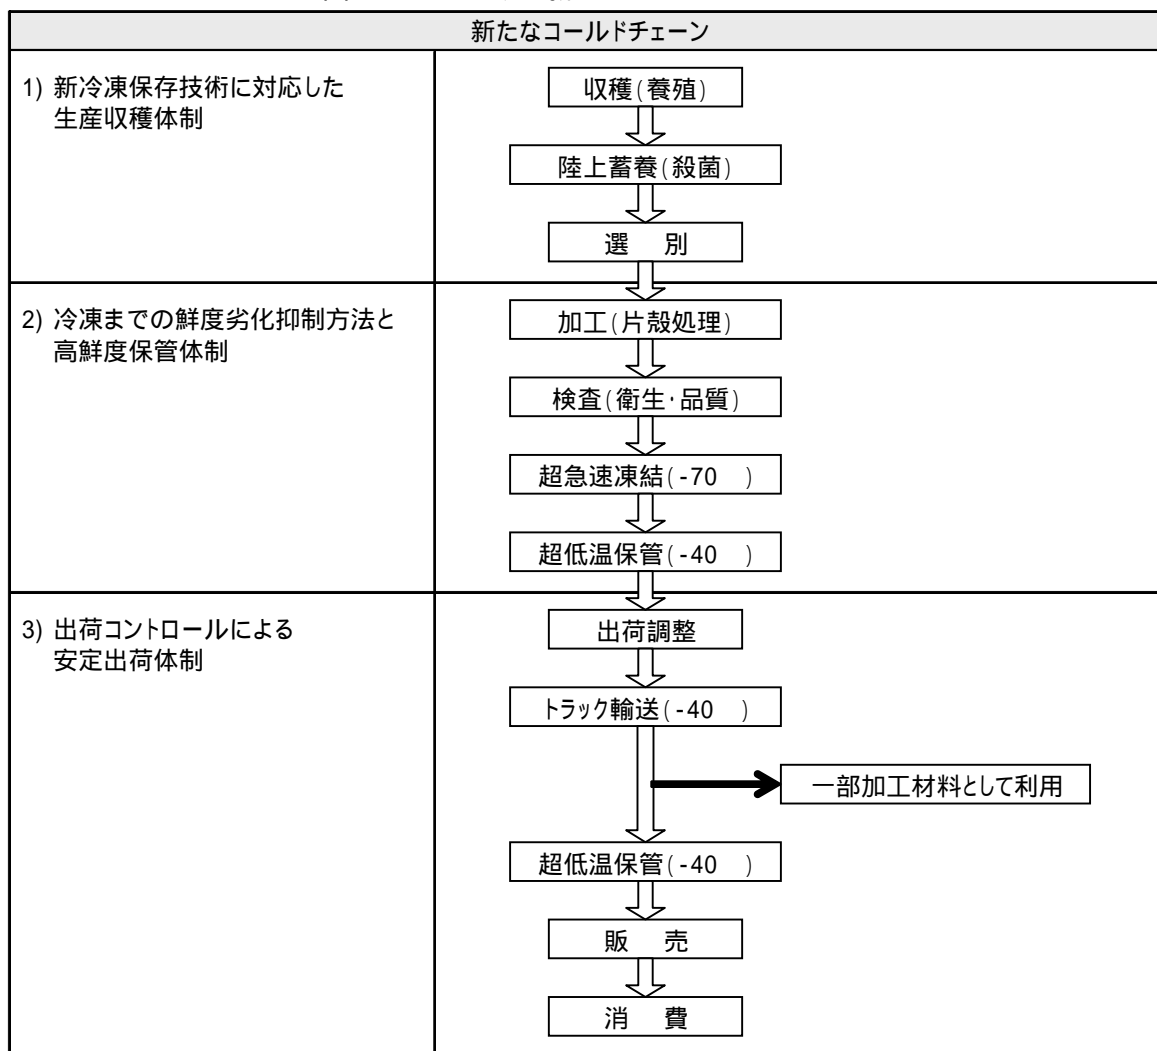 新たなコールドチェーン
1) 新冷凍保存技術に対応した
生産収穫体制
収穫(養殖)
陸上蓄養(殺菌)
選 別
2) 冷凍までの鮮度劣化抑制方法と
高鮮度保管体制
加工(片殻処理)
検査(衛生・品質)
超急速凍結(-70 )
超低温保管(-40 )
3) 出荷コントロールによる
安定出荷体制
出荷調整
トラック輸送(-40 )
一部加工材料として利用
超低温保管(-40 )
販 売
消 費